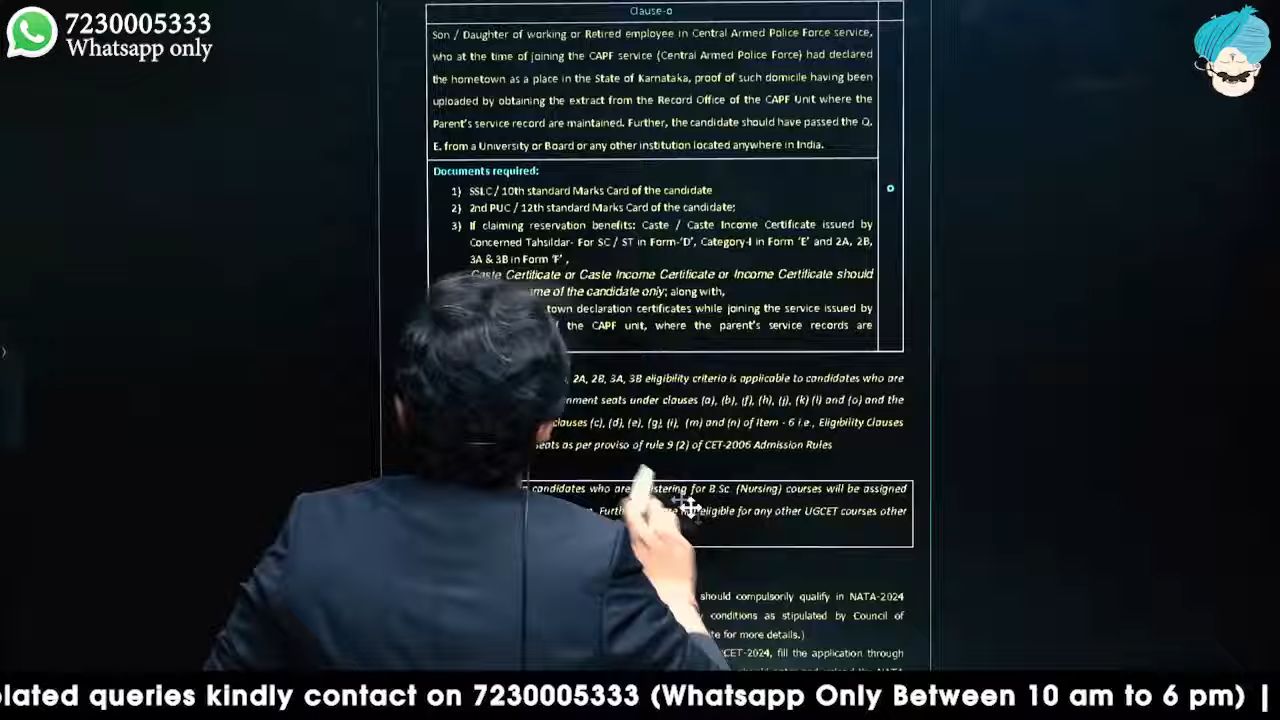 7230005333
Whatsapp only
Clause-o
Son / Daughter of working or Retired employee in Central Armed Police Force service,
who at the time of joining the CAPF service (Central Armed Police Force) had declared
the hometown as a place in the State of Karnataka, proof of such domicile having been
uploaded by obtaining the extract from the Record Office of the CAPF Unit where the
Parent's service record are maintained. Further, the candidate should have passed the Q.
E. from a University or Board or any other institution located anywhere in India.
Documents required:
1) SSLC / 10th standard Marks Card of the candidate
2) 2nd PUC / 12th standard Marks Card of the candidate;
o
3) If claiming reservation benefits: Caste / Caste Income Certificate issued by
Concerned Tahsildar- For SC / ST in Form-'D', Category-I in Form 'E' and 2A, 2B,
3A & 3B in Form 'F' ,
Caste Certificate or Caste Income Certificate or Income Certificate should
of the candidate only; along with,
town declaration certificates while joining the service issued by
the CAPF unit, where the parent's service records are
2A, 2B, 3A, 3B eligibility criteria is applicable to candidates who are
seats under clauses (a), (b), (f), (h), (j), (k) (l) and (o) and the
clauses (c), (d), (e), (g), (i), (m) and (n) of Item - 6 i.e., Eligibility Clauses
seats as per proviso of rule 9 (2) of CET-2006 Admission Rules
candidates who are for B Sc (Nursing) courses will be assigned
eligible for any other UGCET courses other
should compulsorily qualify in NATA-2024
conditions as stipulated by Council of
for more details.)
fill the application through
queries kindly contact on 7230005333 (Whatsapp Only Between 10 am to 6 pm) |